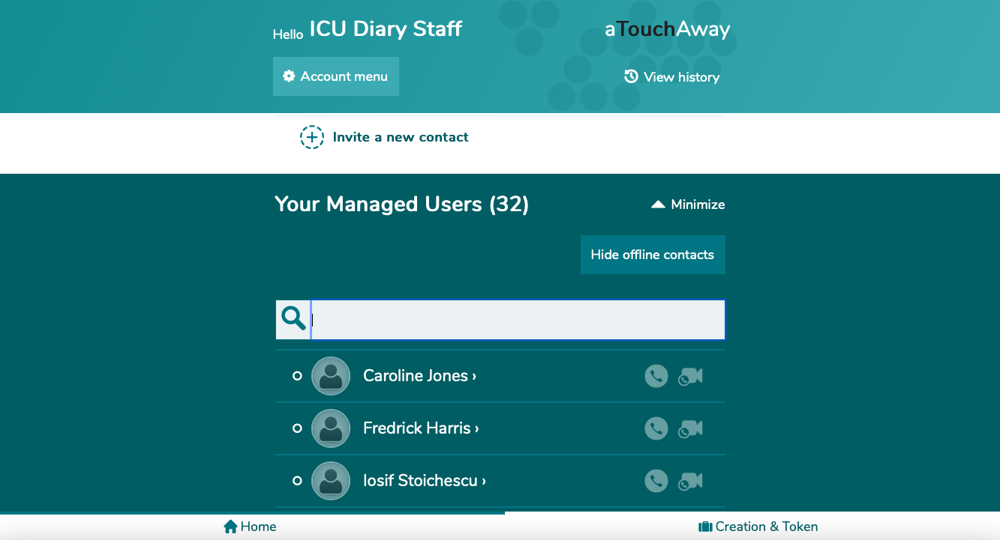 Hello ICU Diary Staff
aTouchAway
Account menu
View history
Invite a new contact
Your Managed Users (32)
Minimize
Hide offline contacts
Caroline Jones ›
Fredrick Harris ›
Iosif Stoichescu ›
Home
Creation & Token